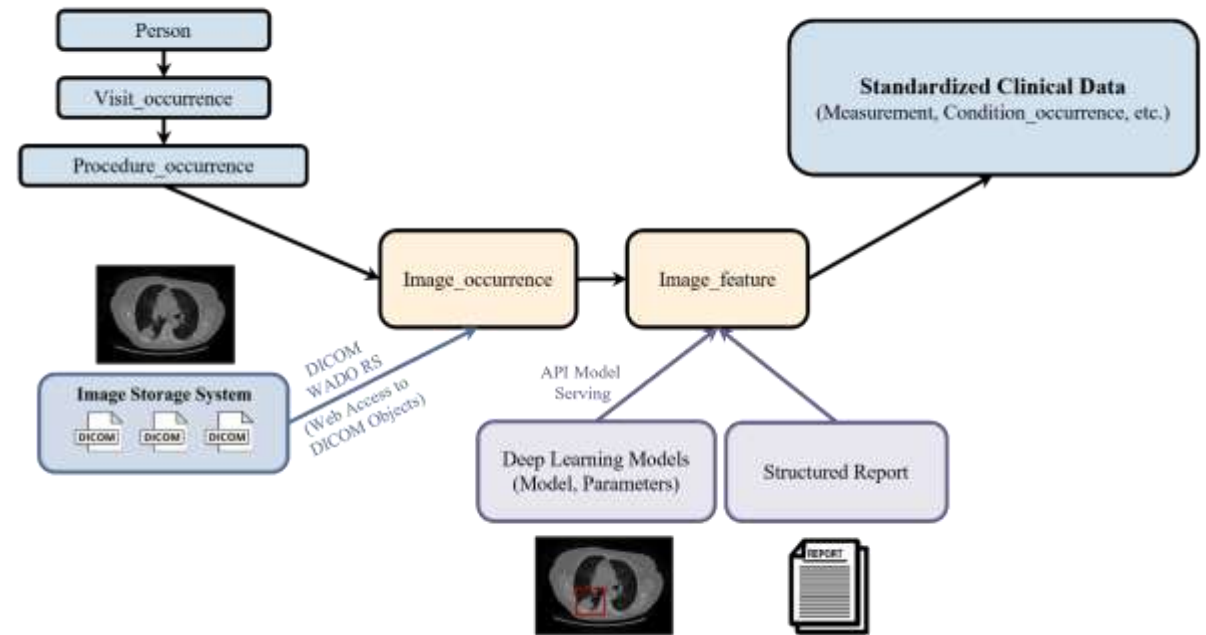 Person
Visit_occurrence
Procedure_occurrence
Standardized Clinical Data
(Measurement, Condition_occurrence, etc.)
Image_occurrence
Image_feature
Image Storage System
DICOM
DICOM
DICOM
DICOM
WADO RS
(Web Access to
DICOM Objects)
API Model
Serving
Deep Learning Models
(Model, Parameters)
Structured Report
REPORT